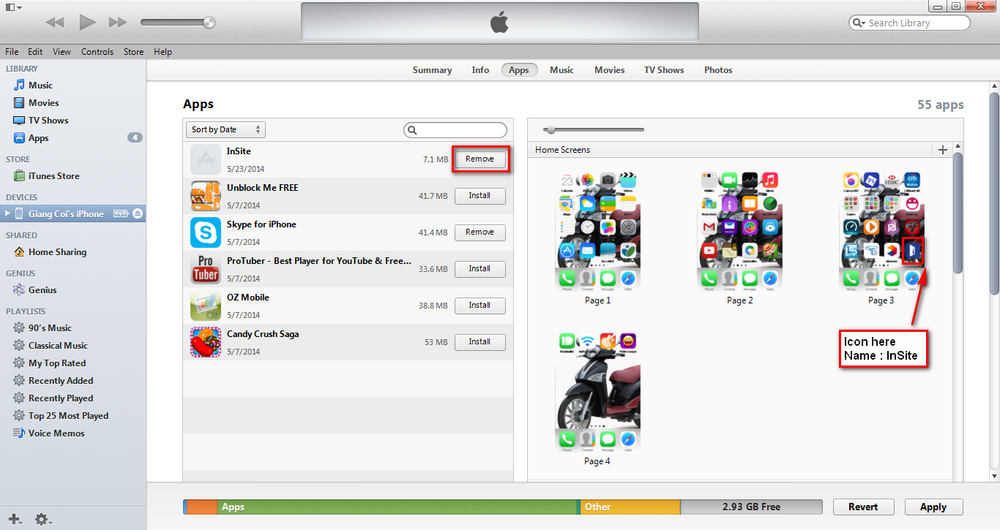 Search Library
File Edit View Controls Store Help
LIBRARY
Music
Movies
TV Shows
Apps 4
STORE
iTunes Store
DEVICES
Giang Coi's iPhone
SHARED
Home Sharing
GENIUS
Genius
PLAYLISTS
90's Music
Classical Music
My Top Rated
Recently Added
Recently Played
Top 25 Most Played
Voice Memos
Summary Info Apps Music Movies TV Shows Photos
Apps
55 apps
Sort by Date
InSite
5/23/2014
7.1 MB Remove
Unblock Me FREE
5/7/2014
41.7 MB Install
Skype for iPhone
5/7/2014
41.4 MB Remove
Pro
Tuber
ProTuber - Best Player for YouTube & Free...
5/7/2014
33.6 MB Install
OZ
OZ Mobile
5/7/2014
38.8 MB Install
Candy Crush Saga
5/7/2014
53 MB Install
Home Screens
23
HSBC
citi
Page 1
Page 2
Page 3
Page 4
Icon here
Name : InSite
Apps
Other
2.93 GB Free
Revert
Apply